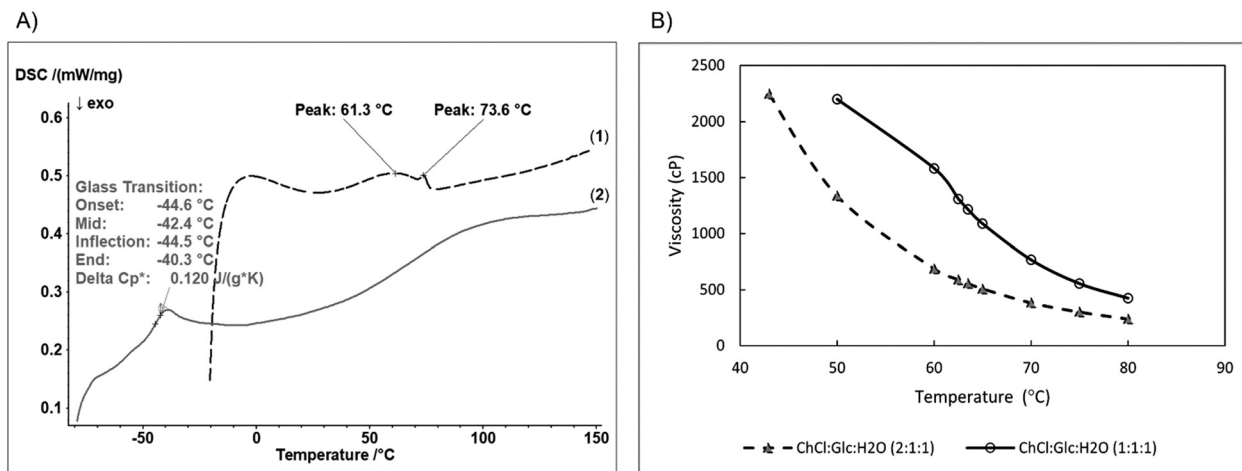 A)
DSC /(mW/mg)
↓ exo
0.6
0.5
0.4
0.3
0.2
0.1
Peak: 61.3 °C
Peak: 73.6 °C
(1)
(2)
Glass Transition:
Onset: -44.6 °C
Mid: -42.4 °C
Inflection: -44.5 °C
End: -40.3 °C
Delta Cp*: 0.120 J/(g*K)
-50 0 50 100 150
Temperature /°C
B)
2500
2000
1500
1000
500
0
Viscosity (cP)
40 50 60 70 80 90
Temperature (°C)
ChCl:Glc:H2O (2:1:1) ChCl:Glc:H2O (1:1:1)